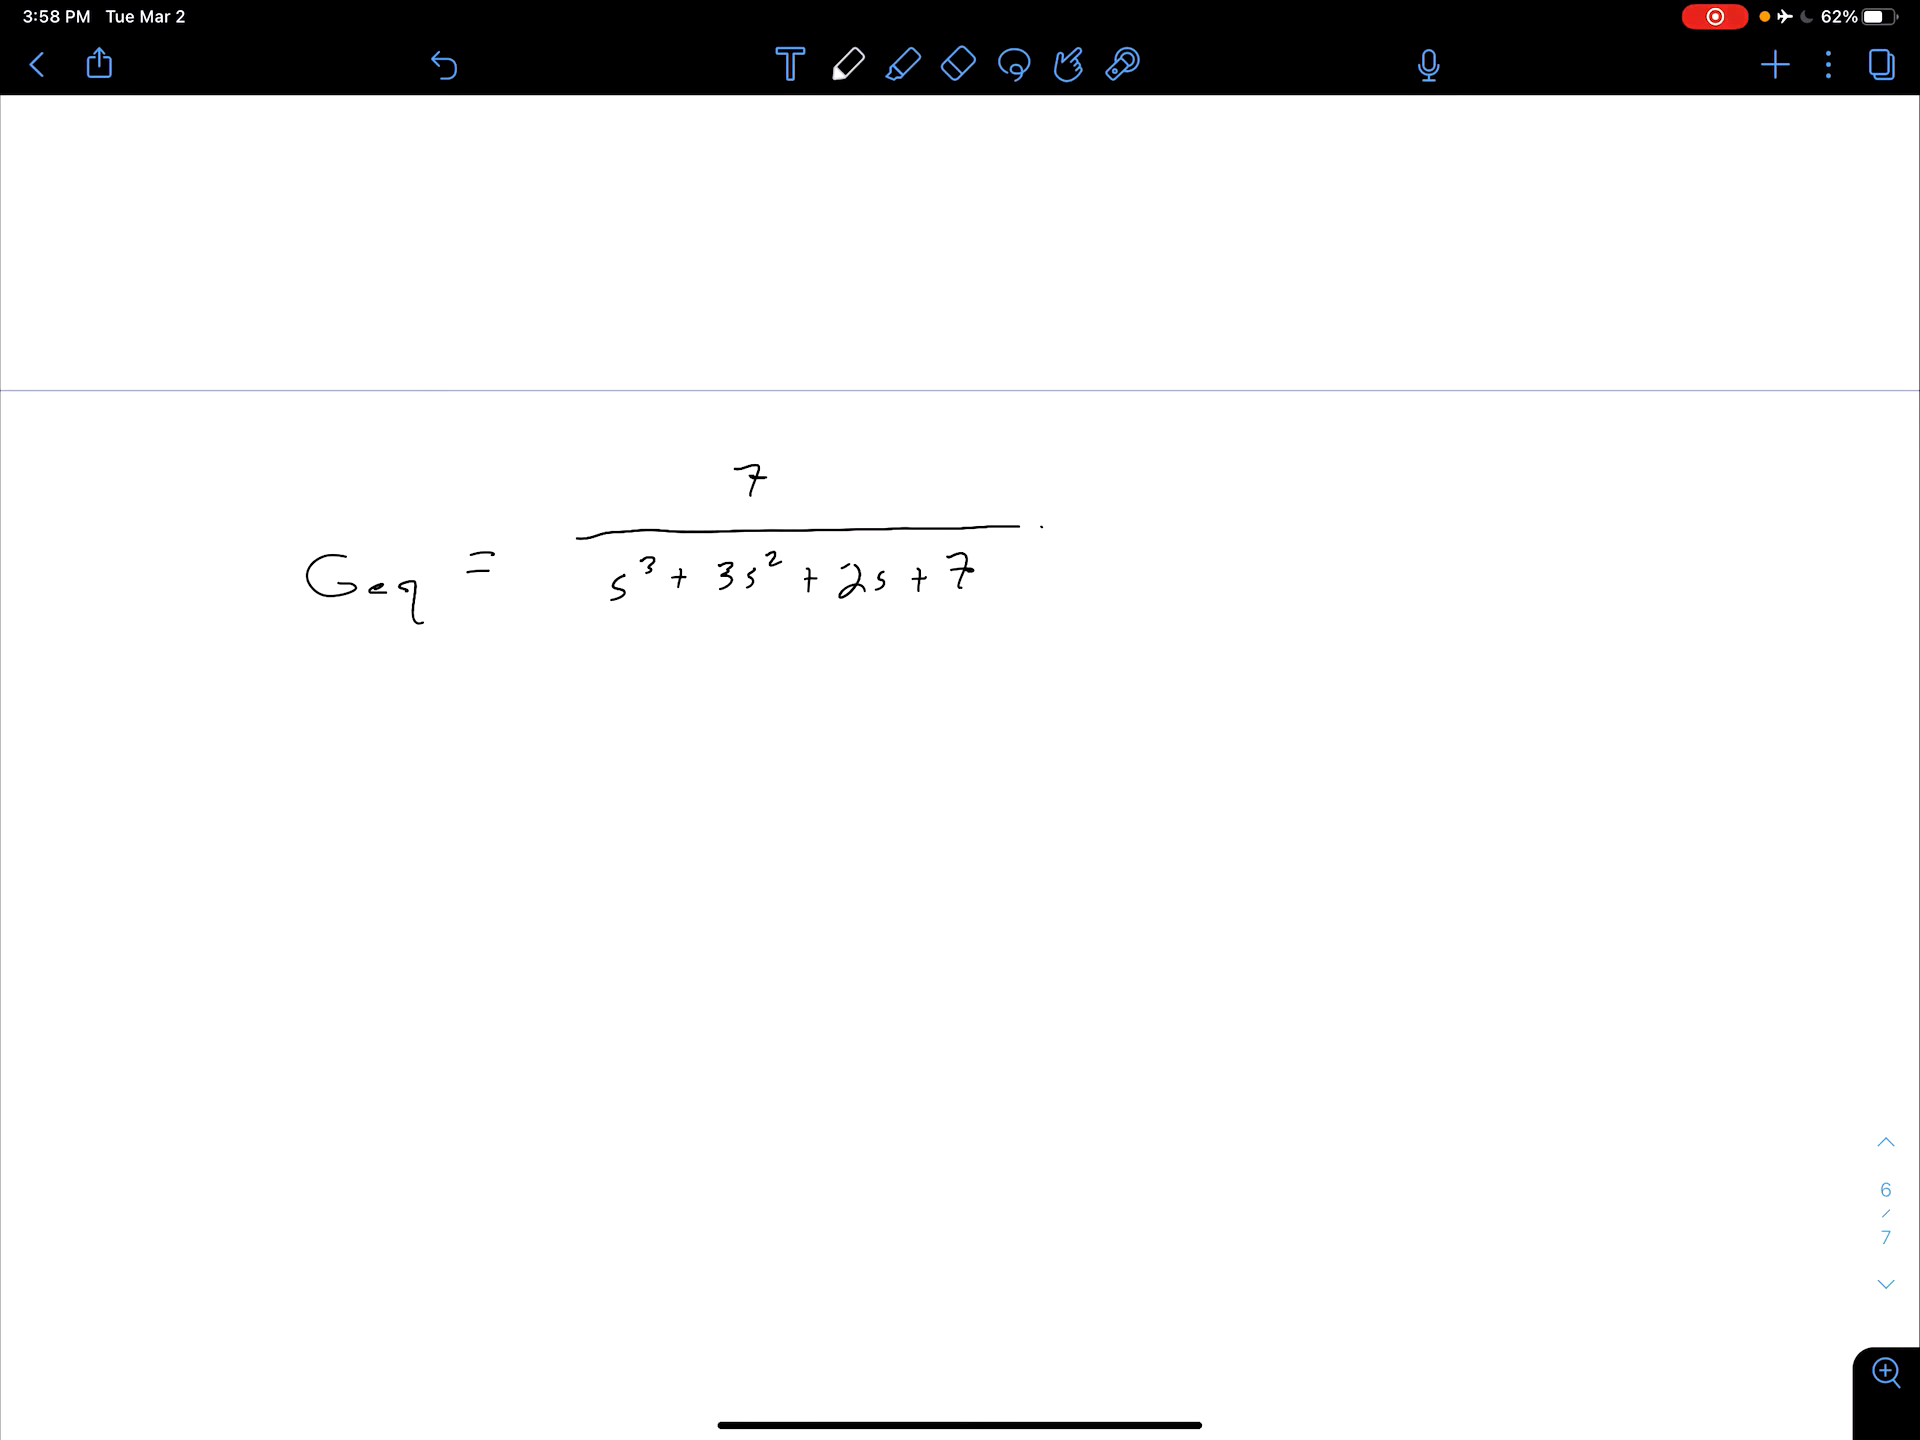 3:58 PM Tue Mar 2
62%
7
Geq =
s³ + 3s² + 2s + 7
6
/
7